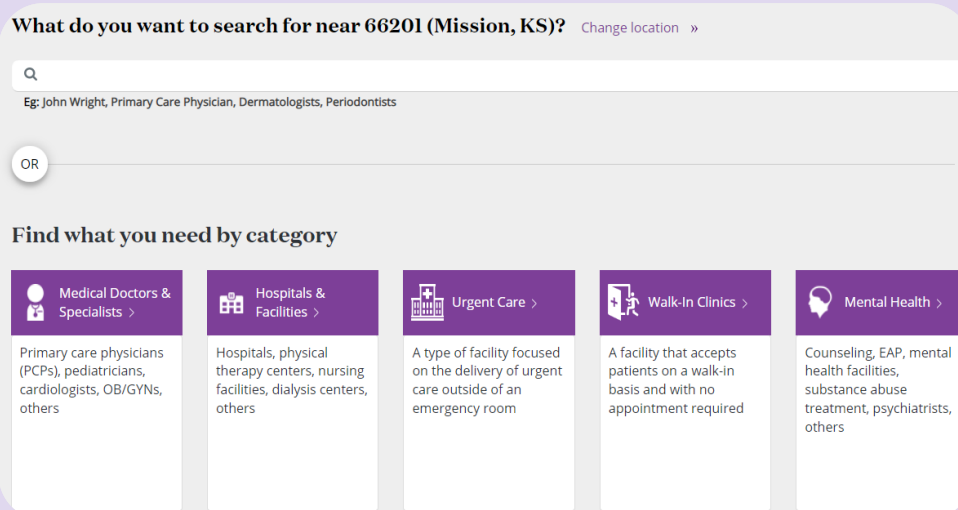 What do you want to search for near 66201 (Mission, KS)? Change location »
Eg: John Wright, Primary Care Physician, Dermatologists, Periodontists
OR
Find what you need by category
Medical Doctors &
Specialists >
Primary care physicians
(PCPs), pediatricians,
cardiologists, OB/GYNs,
others
Hospitals &
Facilities >
Hospitals, physical
therapy centers, nursing
facilities, dialysis centers,
others
Urgent Care >
A type of facility focused
on the delivery of urgent
care outside of an
emergency room
Walk-In Clinics >
A facility that accepts
patients on a walk-in
basis and with no
appointment required
Mental Health >
Counseling, EAP, mental
health facilities,
substance abuse
treatment, psychiatrists,
others